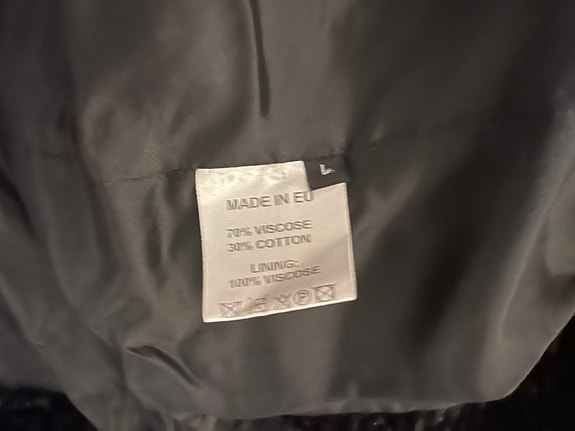 L
MADE IN EU
70% VISCOSE
30% COTTON
LINING:
100% VISCOSE
P